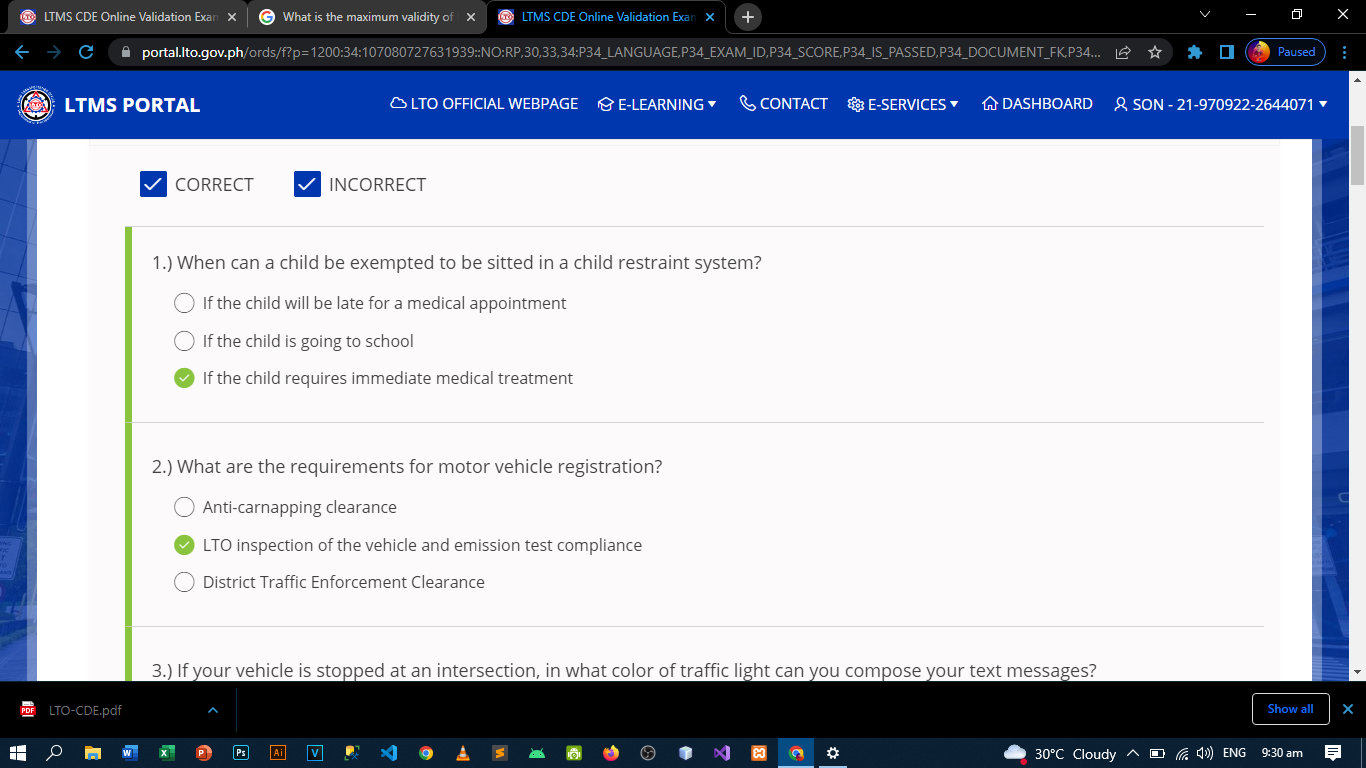 LTMS CDE Online Validation Exan
What is the maximum validity of
LTMS CDE Online Validation Exan
portal.lto.gov.ph/ords/f?p=1200:34:107080727631939::NO:RP,30,33,34:P34_LANGUAGE,P34_EXAM_ID,P34_SCORE,P34_IS_PASSED,P34_DOCUMENT_FK,P34...
Paused
LTMS PORTAL
LTO OFFICIAL WEBPAGE
E-LEARNING
CONTACT
E-SERVICES
DASHBOARD
SON - 21-970922-2644071
CORRECT
INCORRECT
1.) When can a child be exempted to be sitted in a child restraint system?
If the child will be late for a medical appointment
If the child is going to school
If the child requires immediate medical treatment
2.) What are the requirements for motor vehicle registration?
Anti-carnapping clearance
LTO inspection of the vehicle and emission test compliance
District Traffic Enforcement Clearance
3.) If your vehicle is stopped at an intersection, in what color of traffic light can you compose your text messages?
PDF
LTO-CDE.pdf
Show all
30°C Cloudy
ENG
9:30 am